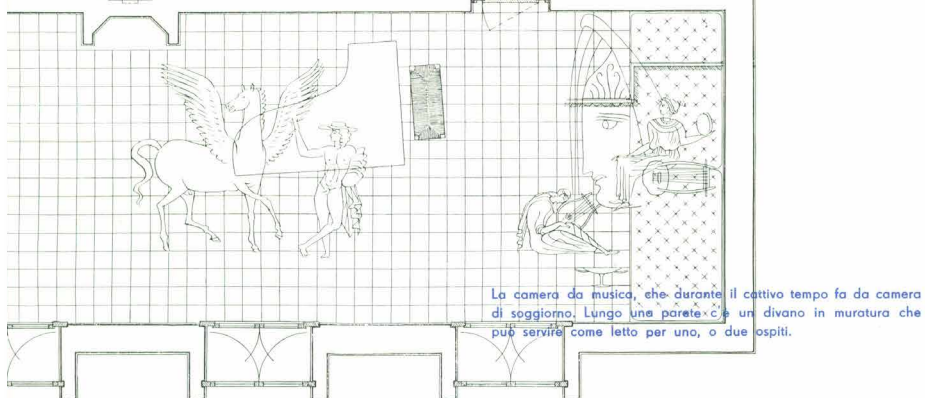 La camera da musica, che durante il cattivo tempo fa da camera
di soggiorno. Lungo una parete c'è un divano in muratura che
può servire come letto per uno, o due ospiti.